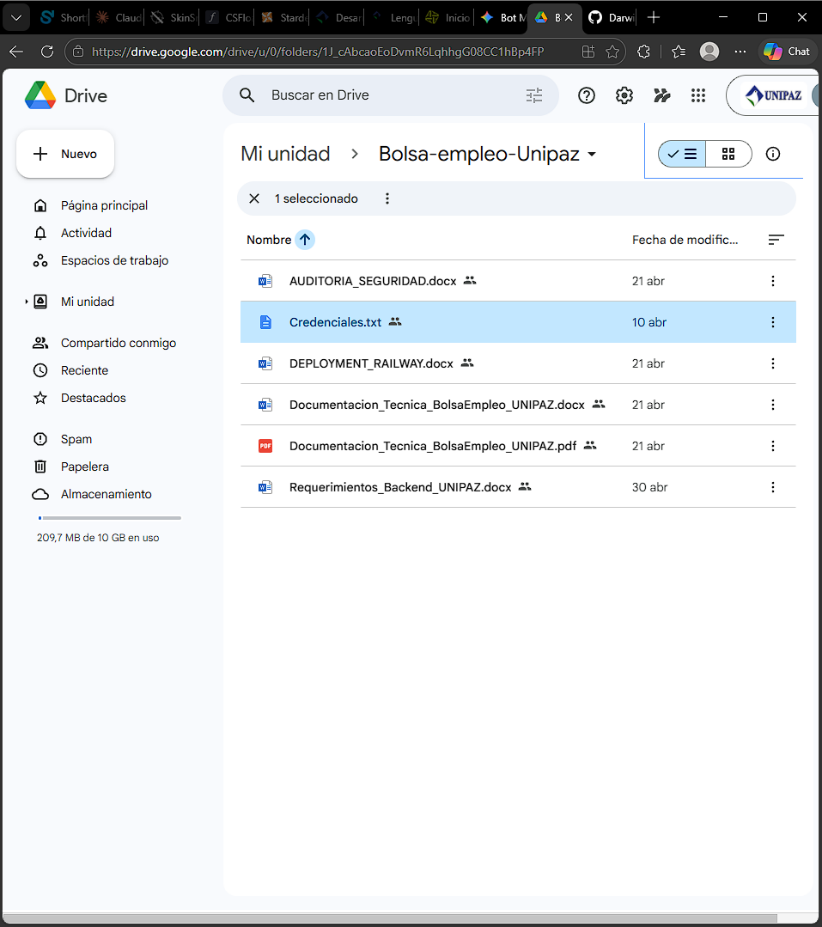 Short
Claud
SkinS
CSFlo
Stard
Desar
Lengu
Inicio
Bot M
B
Darwi
https://drive.google.com/drive/u/0/folders/1J_cAbcaoEoDvmR6LqhhgG08CC1hBp4FP
Chat
Drive
Buscar en Drive
UNIPAZ
Nuevo
Mi unidad
Bolsa-empleo-Unipaz
1 seleccionado
Página principal
Actividad
Espacios de trabajo
Mi unidad
Compartido conmigo
Reciente
Destacados
Spam
Papelera
Almacenamiento
209,7 MB de 10 GB en uso
Nombre
Fecha de modific...
AUDITORIA_SEGURIDAD.docx 21 abr
Credenciales.txt 10 abr
DEPLOYMENT_RAILWAY.docx 21 abr
Documentacion_Tecnica_BolsaEmpleo_UNIPAZ.docx 21 abr
PDF Documentacion_Tecnica_BolsaEmpleo_UNIPAZ.pdf 21 abr
Requerimientos_Backend_UNIPAZ.docx 30 abr